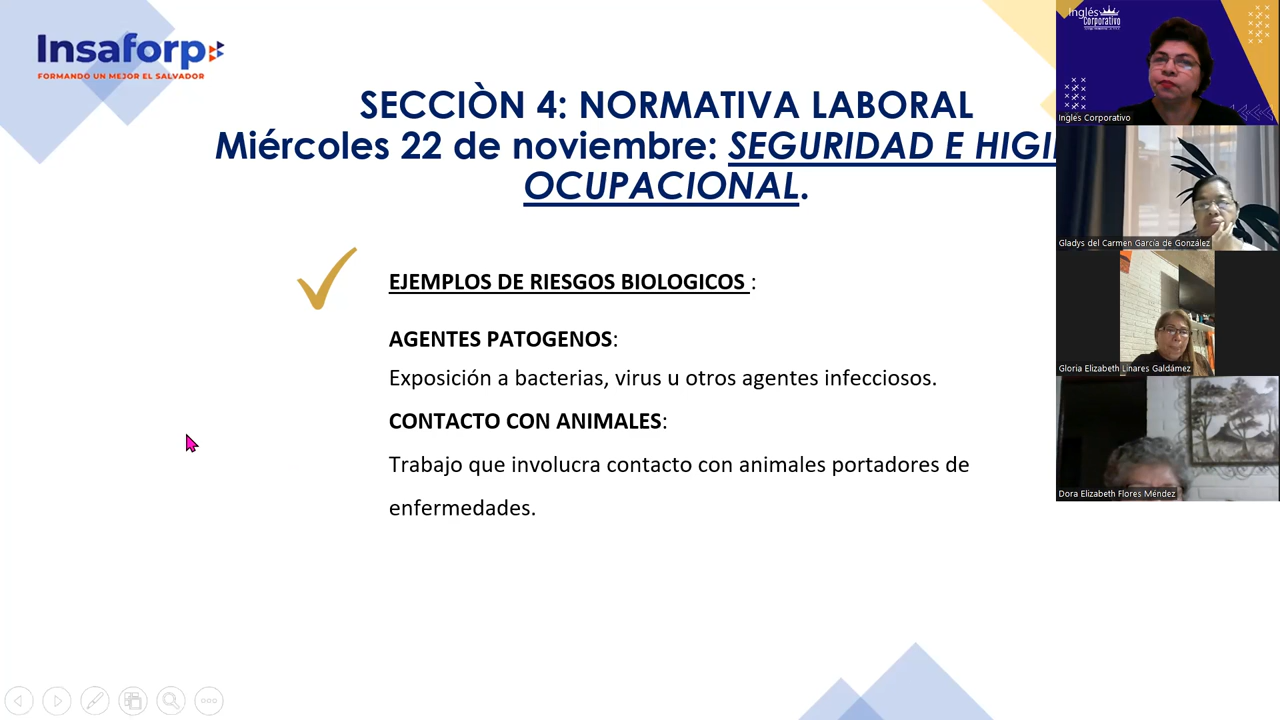 Insaforp
FORMANDO UN MEJOR EL SALVADOR
SECCIÒN 4: NORMATIVA LABORAL
Miércoles 22 de noviembre: SEGURIDAD E HIGI
OCUPACIONAL.
EJEMPLOS DE RIESGOS BIOLOGICOS :
AGENTES PATOGENOS:
Exposición a bacterias, virus u otros agentes infecciosos.
CONTACTO CON ANIMALES:
Trabajo que involucra contacto con animales portadores de
enfermedades.
Inglés
Corporativo
Inglés Corporativo
Gladys del Carmen García de González
Gloria Elizabeth Linares Galdámez
Dora Elizabeth Flores Méndez